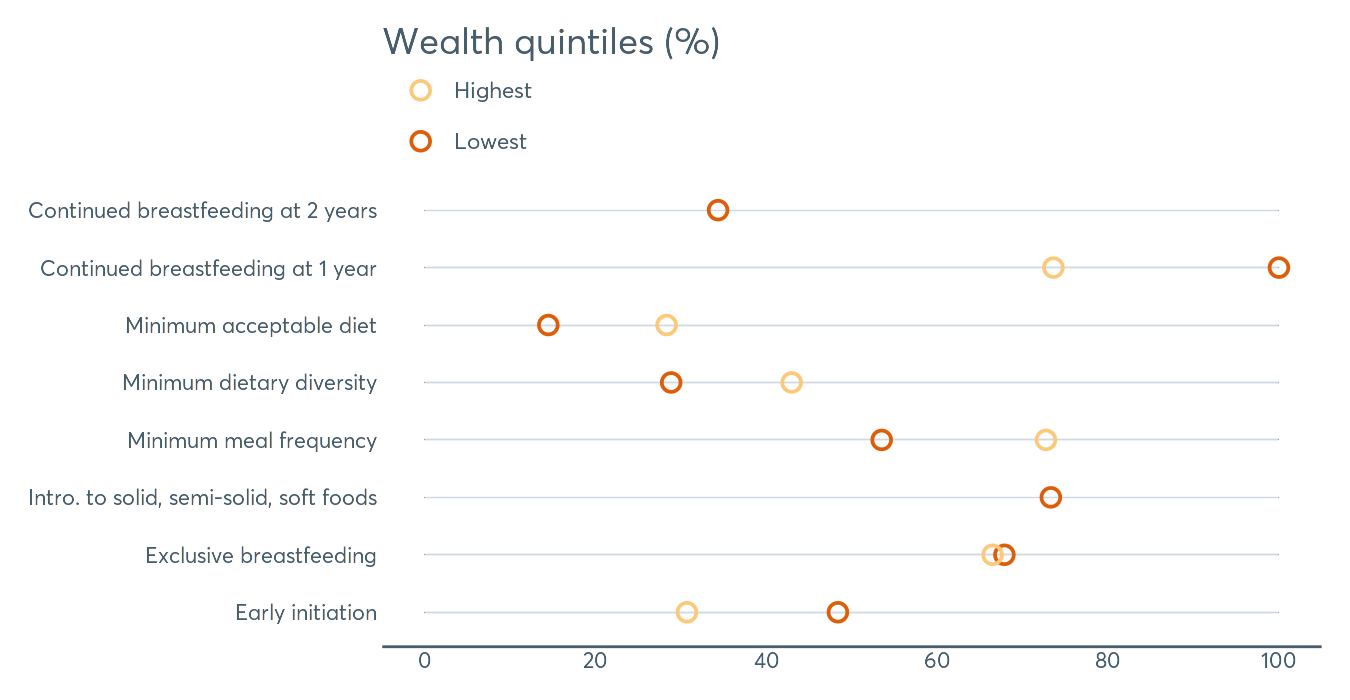 Wealth quintiles (%)
Highest
Lowest
Continued breastfeeding at 2 years
Continued breastfeeding at 1 year
Minimum acceptable diet
Minimum dietary diversity
Minimum meal frequency
Intro. to solid, semi-solid, soft foods
Exclusive breastfeeding
Early initiation
0 20 40 60 80 100